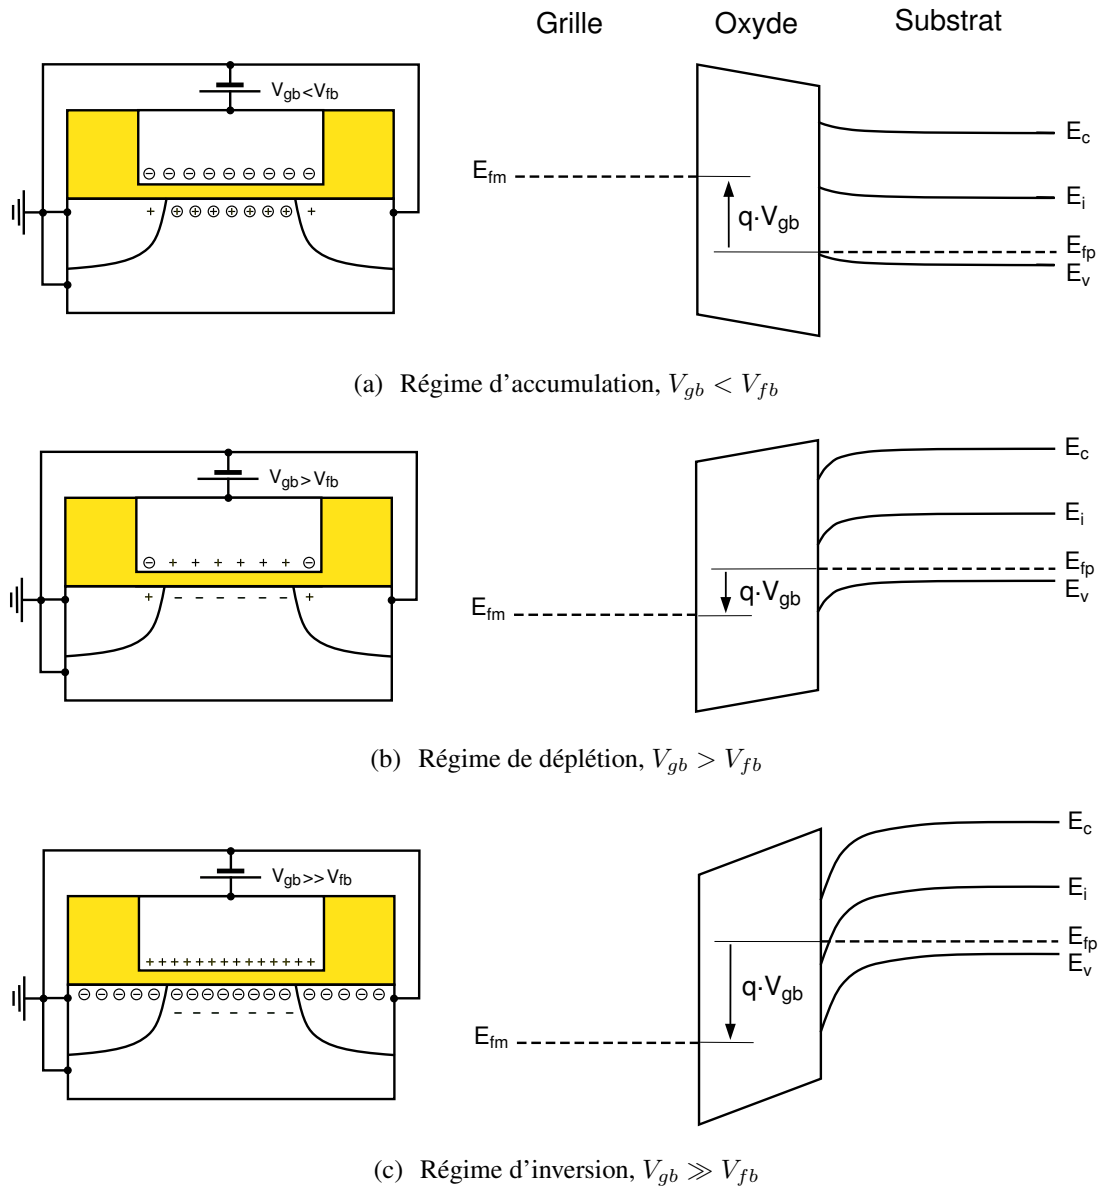 Grille Oxyde Substrat
V_gb<V_fb
E_c
E_fm
E_i
q·V_gb
E_fp
E_v
(a) Régime d'accumulation, V_gb < V_fb
V_gb>V_fb
E_c
E_i
E_fp
q·V_gb
E_v
E_fm
(b) Régime de déplétion, V_gb > V_fb
V_gb>>V_fb
E_c
E_i
E_fp
E_v
q·V_gb
E_fm
(c) Régime d'inversion, V_gb ≫ V_fb